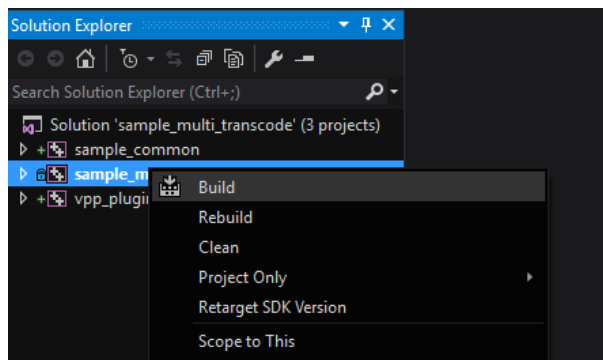 Solution Explorer
Search Solution Explorer (Ctrl+;)
Solution 'sample_multi_transcode' (3 projects)
sample_common
sample_m
vpp_plugi
Build
Rebuild
Clean
Project Only
Retarget SDK Version
Scope to This